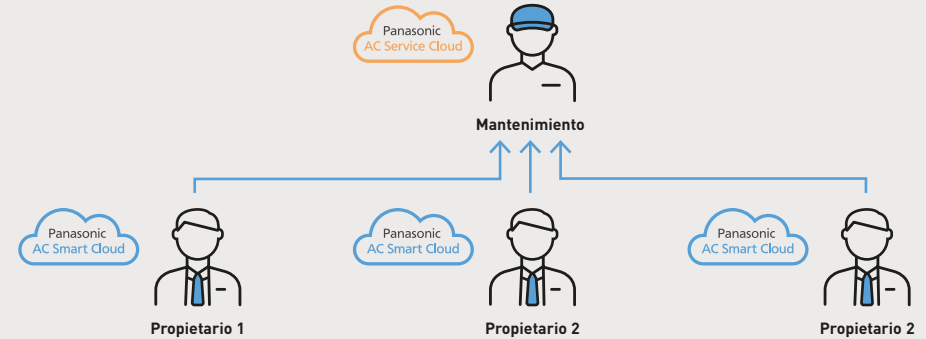 Panasonic
AC Service Cloud
Mantenimiento
Panasonic
AC Smart Cloud
Panasonic
AC Smart Cloud
Panasonic
AC Smart Cloud
Propietario 1
Propietario 2
Propietario 2